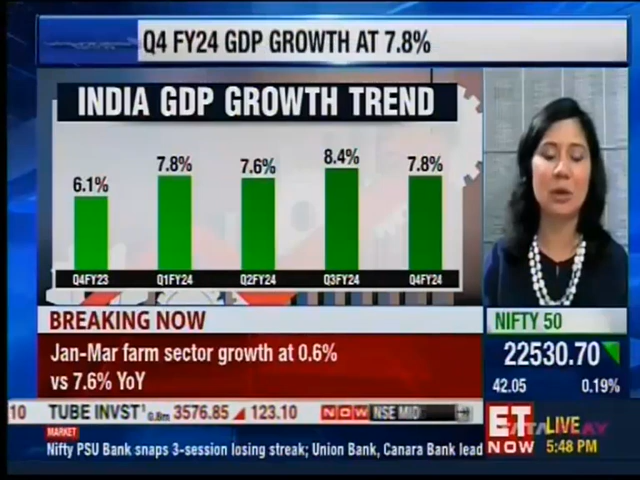 Q4 FY24 GDP GROWTH AT 7.8%
INDIA GDP GROWTH TREND
6.1% 7.8% 7.6% 8.4% 7.8%
Q4FY23 Q1FY24 Q2FY24 Q3FY24 Q4FY24
BREAKING NOW
Jan-Mar farm sector growth at 0.6%
vs 7.6% YoY
NIFTY 50
22530.70
42.05 0.19%
10 TUBE INVST 0.8m 3576.85 123.10 NOW NSE MID
MARKET
Nifty PSU Bank snaps 3-session losing streak; Union Bank, Canara Bank lead
ET
NOW
LIVE
5:48 PM